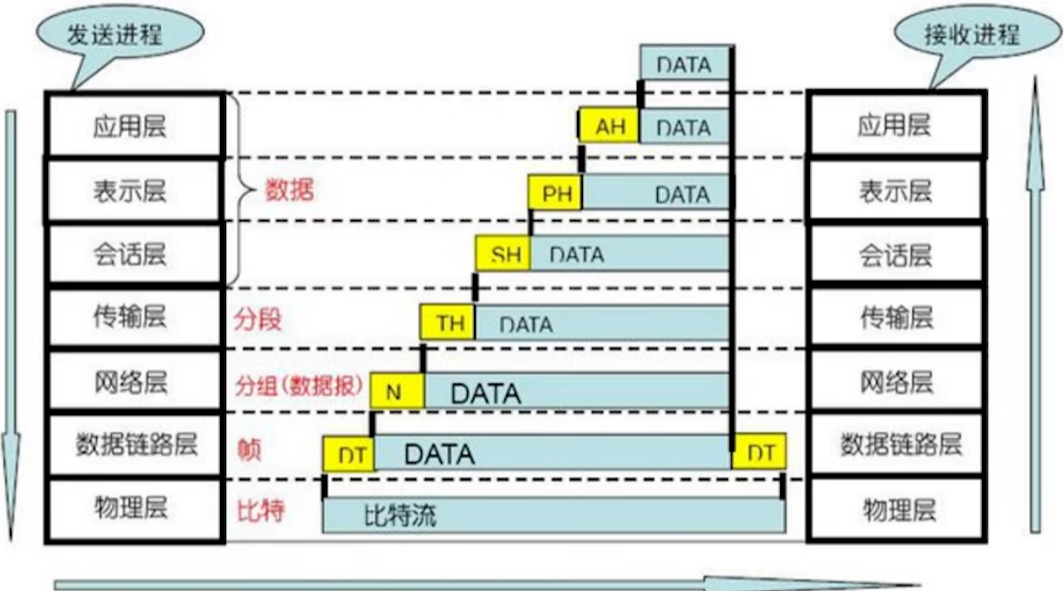 发送进程
接收进程
DATA
应用层
AH DATA
应用层
表示层
数据
PH DATA
表示层
会话层
SH DATA
会话层
传输层
分段
TH DATA
传输层
网络层
分组(数据报)
N DATA
网络层
数据链路层
帧
DT DATA DT
数据链路层
物理层
比特
比特流
物理层